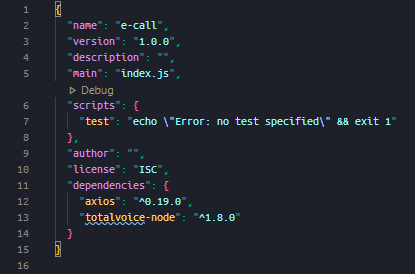 1 {
2 "name": "e-call",
3 "version": "1.0.0",
4 "description": "",
5 "main": "index.js",
▷ Debug
6 "scripts": {
7 "test": "echo \"Error: no test specified\" && exit 1"
8 },
9 "author": "",
10 "license": "ISC",
11 "dependencies": {
12 "axios": "^0.19.0",
13 "totalvoice-node": "^1.8.0"
14 }
15 }
16